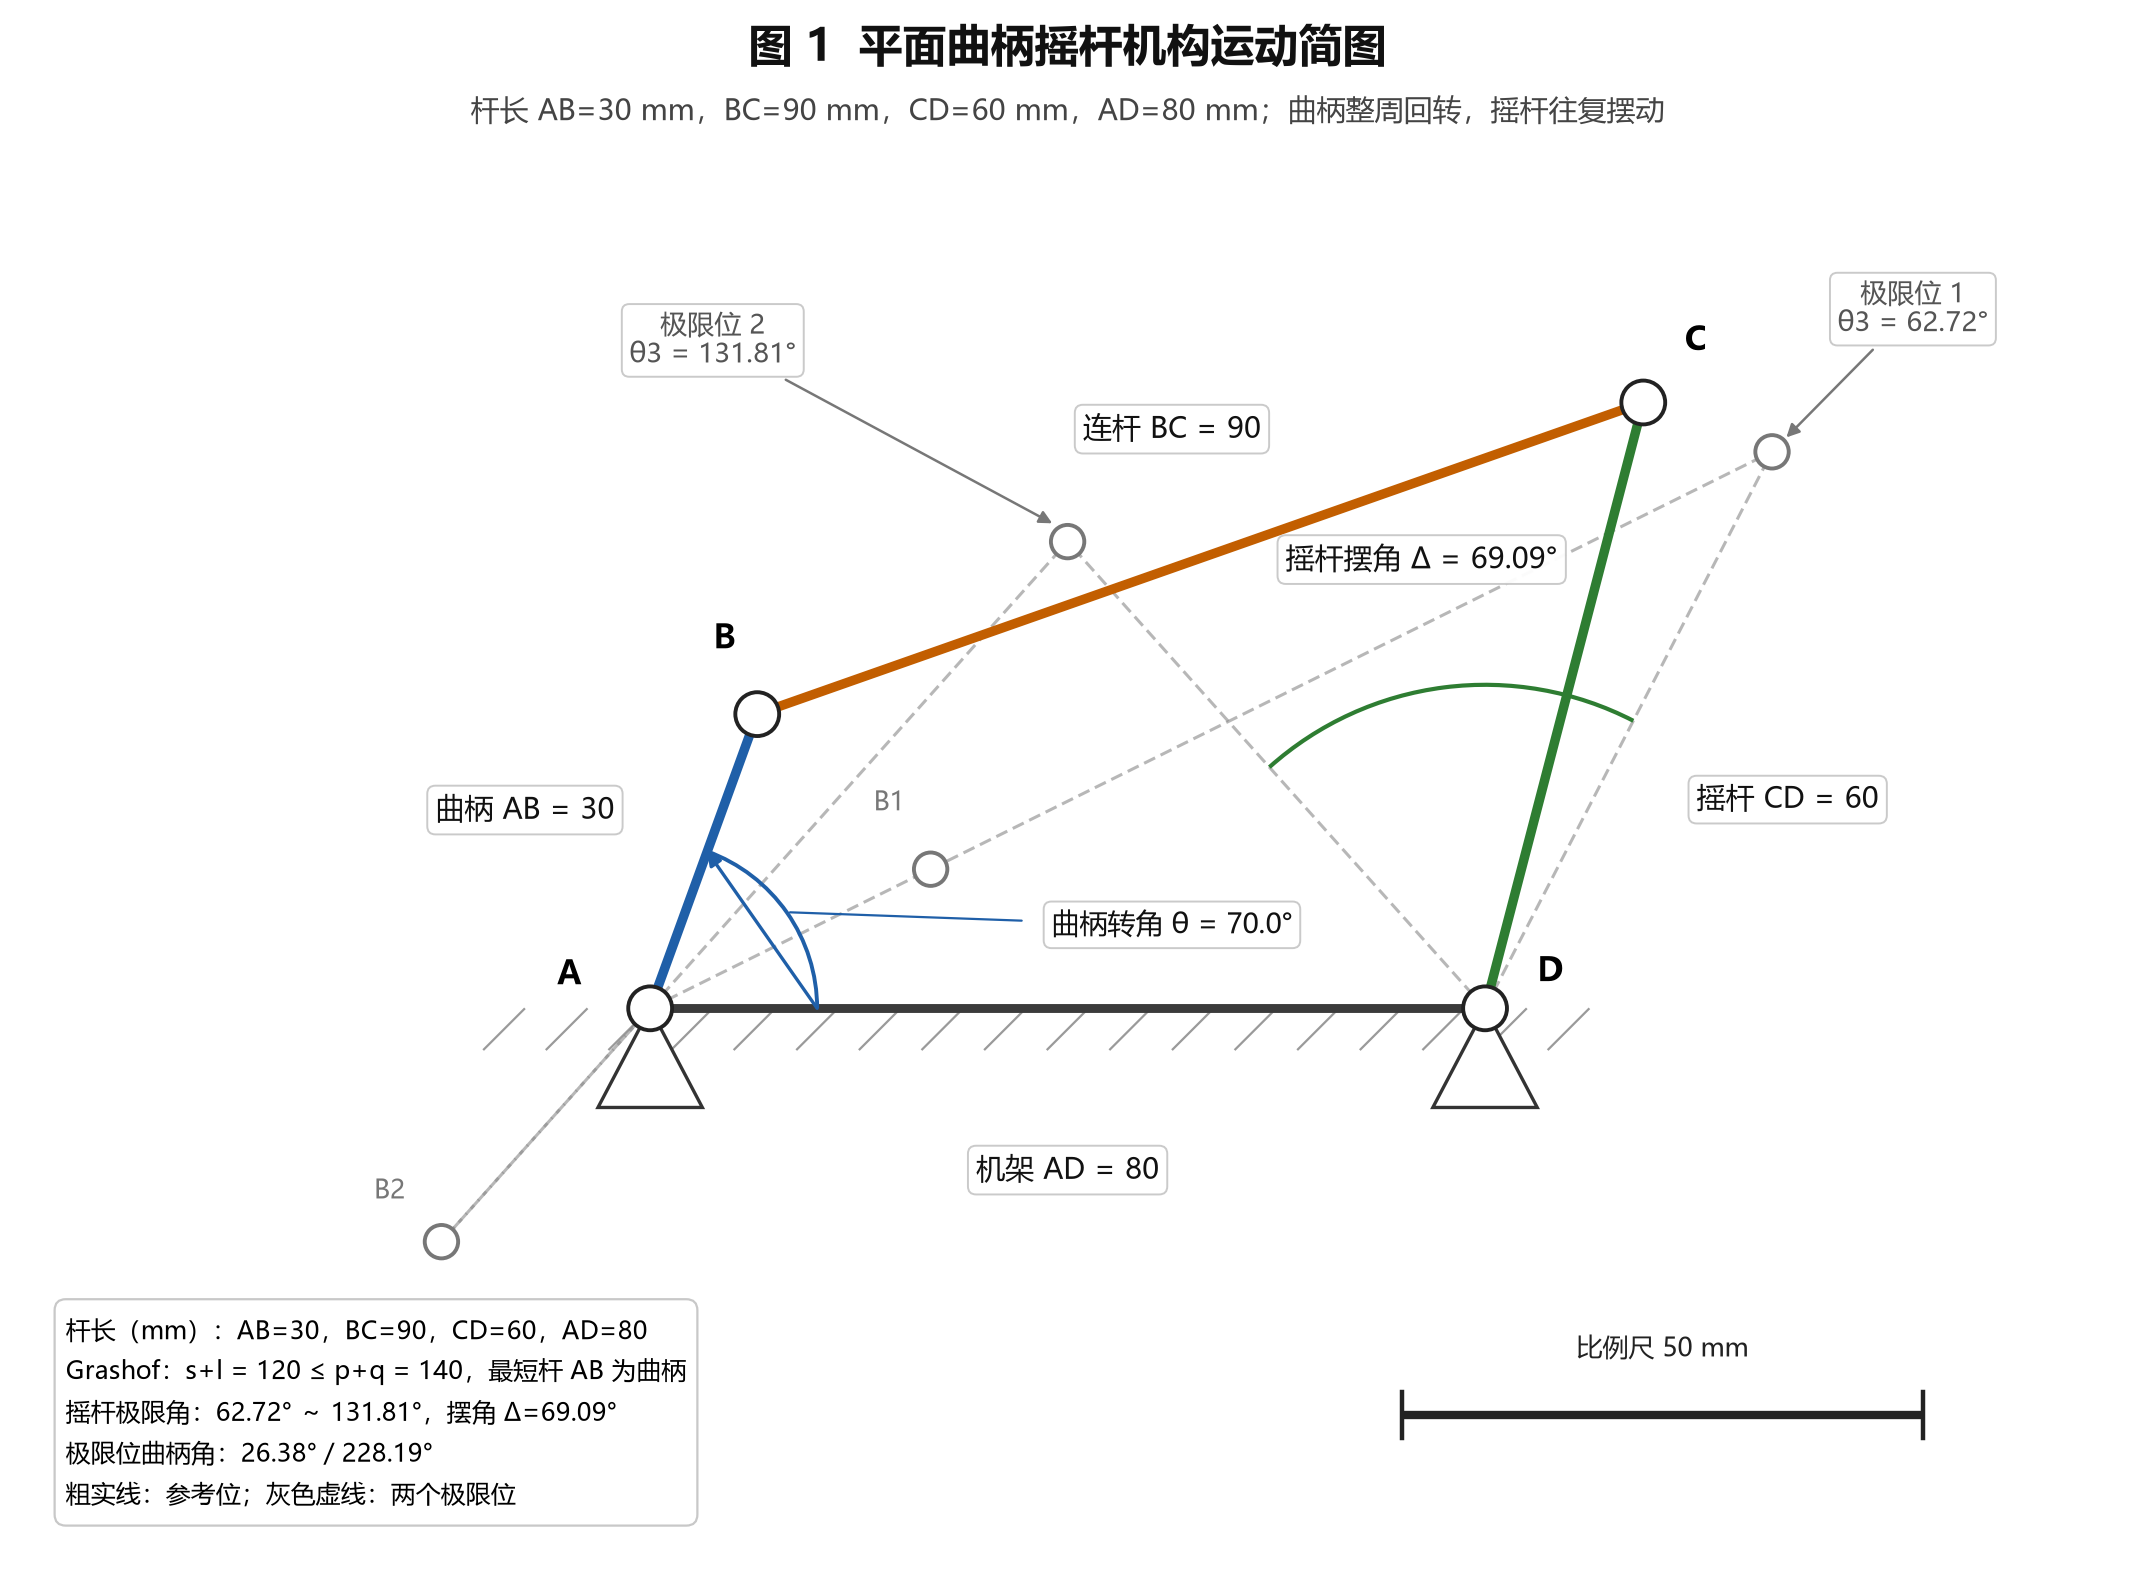 图 1 平面曲柄摇杆机构运动简图
杆长 AB=30 mm，BC=90 mm，CD=60 mm，AD=80 mm；曲柄整周回转，摇杆往复摆动
极限位 1
θ3 = 62.72°
极限位 2
θ3 = 131.81°
C
连杆 BC = 90
摇杆摆角 Δ = 69.09°
B
曲柄 AB = 30
B1
摇杆 CD = 60
曲柄转角 θ = 70.0°
A
D
机架 AD = 80
B2
杆长（mm）：AB=30，BC=90，CD=60，AD=80
Grashof：s+l = 120 ≤ p+q = 140，最短杆 AB 为曲柄
摇杆极限角：62.72° ~ 131.81°，摆角 Δ=69.09°
极限位曲柄角：26.38° / 228.19°
粗实线：参考位；灰色虚线：两个极限位
比例尺 50 mm